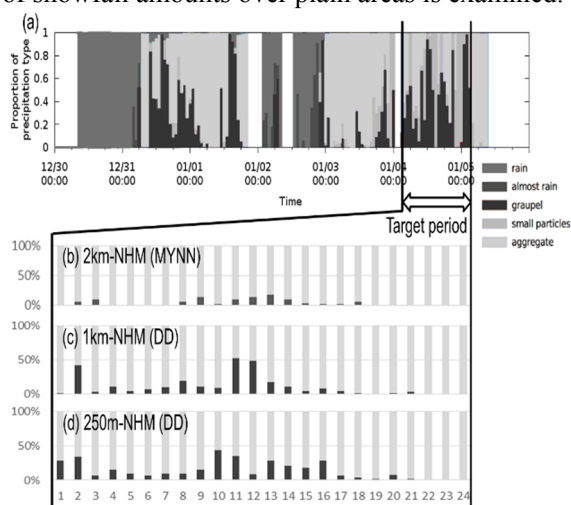 of snowfall amounts over plain areas is examined.
(a)
Proportion of
precipitation type
1
0.8
0.6
0.4
0.2
0
12/30 12/31 01/01 01/02 01/03 01/04 01/05
00:00 00:00 00:00 00:00 00:00 00:00 00:00
Time
rain
almost rain
graupel
small particles
aggregate
Target period
(b) 2km-NHM (MYNN)
100%
50%
0%
(c) 1km-NHM (DD)
100%
50%
0%
(d) 250m-NHM (DD)
100%
50%
0%
1 2 3 4 5 6 7 8 9 10 11 12 13 14 15 16 17 18 19 20 21 22 23 24